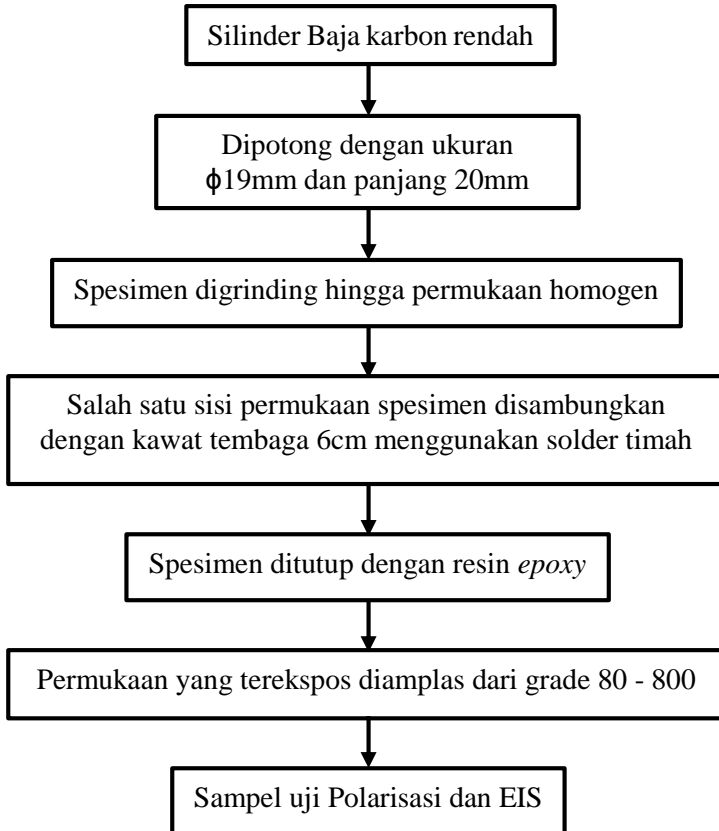 Silinder Baja karbon rendah
Dipotong dengan ukuran
ϕ19mm dan panjang 20mm
Spesimen digrinding hingga permukaan homogen
Salah satu sisi permukaan spesimen disambungkan
dengan kawat tembaga 6cm menggunakan solder timah
Spesimen ditutup dengan resin epoxy
Permukaan yang terekspos diamplas dari grade 80 - 800
Sampel uji Polarisasi dan EIS